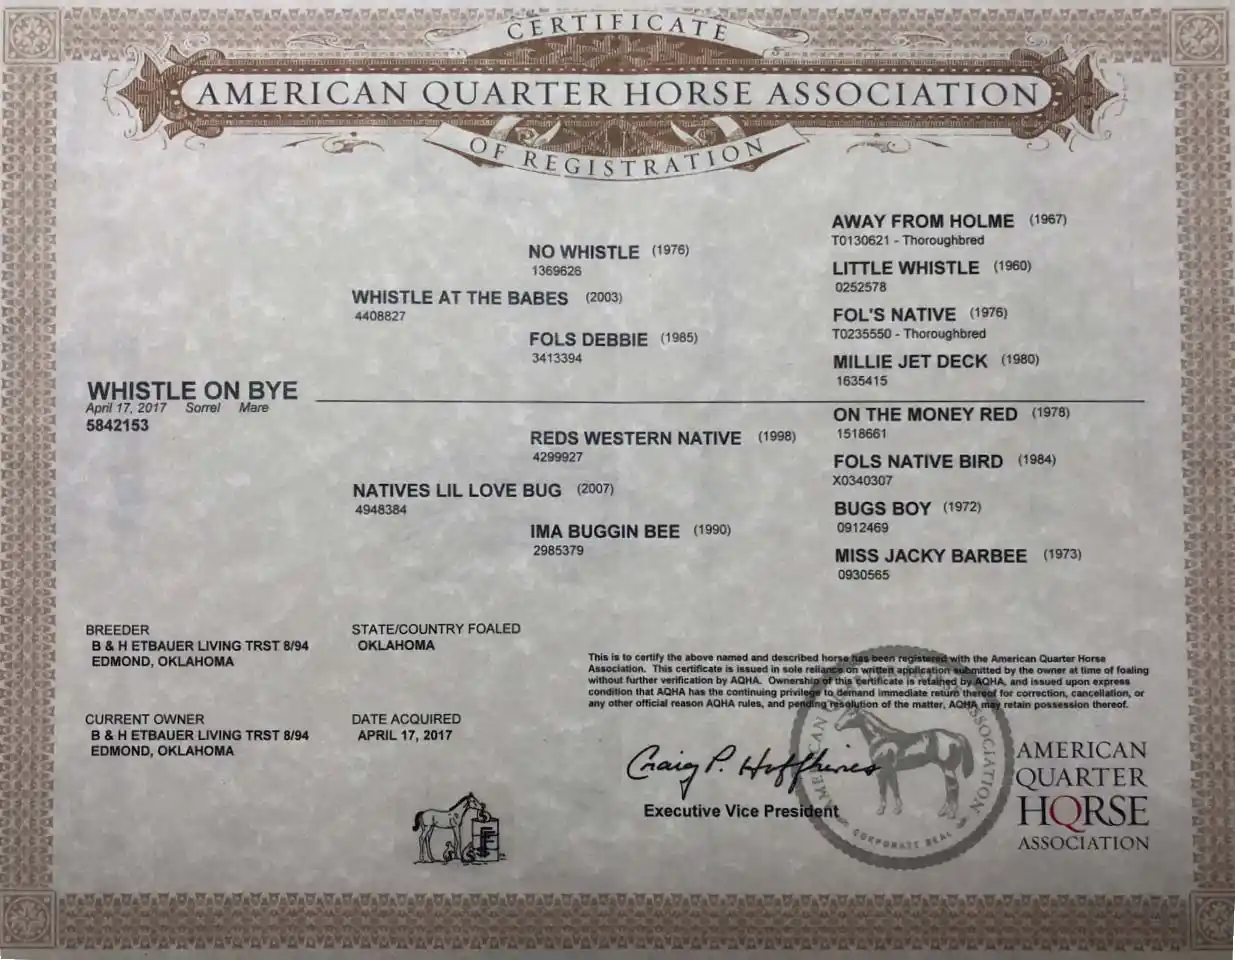 CERTIFICATE
AMERICAN QUARTER HORSE ASSOCIATION
OF REGISTRATION
AWAY FROM HOLME (1967)
T0130621 - Thoroughbred
NO WHISTLE (1976)
1369626
LITTLE WHISTLE (1960)
0252578
WHISTLE AT THE BABES (2003)
4408827
FOL'S NATIVE (1976)
T0235550 - Thoroughbred
FOLS DEBBIE (1985)
3413394
MILLIE JET DECK (1980)
1635415
WHISTLE ON BYE
April 17, 2017 Sorrel Mare
5842153
ON THE MONEY RED (1978)
1518661
REDS WESTERN NATIVE (1998)
4299927
FOLS NATIVE BIRD (1984)
X0340307
NATIVES LIL LOVE BUG (2007)
4948384
BUGS BOY (1972)
0912469
IMA BUGGIN BEE (1990)
2985379
MISS JACKY BARBEE (1973)
0930565
BREEDER
B & H ETBAUER LIVING TRST 8/94
EDMOND, OKLAHOMA
STATE/COUNTRY FOALED
OKLAHOMA
CURRENT OWNER
B & H ETBAUER LIVING TRST 8/94
EDMOND, OKLAHOMA
DATE ACQUIRED
APRIL 17, 2017
This is to certify the above named and described horse has been registered with the American Quarter Horse
Association. This certificate is issued in sole reliance on written application submitted by the owner at time of foaling
without further verification by AQHA. Ownership of this certificate is retained by AQHA, and issued upon express
condition that AQHA has the continuing privilege to demand immediate return thereof for correction, cancellation, or
any other official reason AQHA rules, and pending resolution of the matter, AQHA may retain possession thereof.
Craig P. Huffhines
Executive Vice President
CORPORATE SEAL
AMERICAN
QUARTER
HORSE
ASSOCIATION